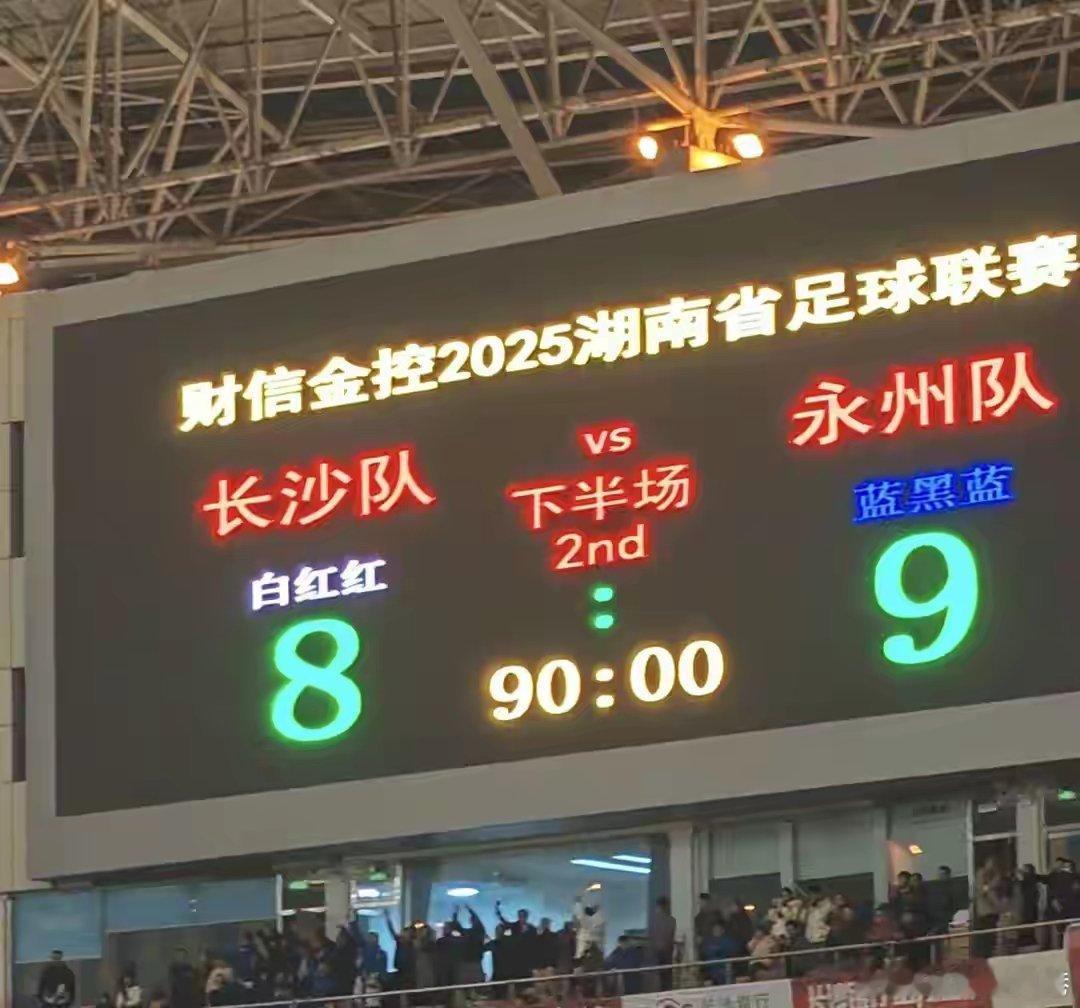 财信金控2025湖南省足球联赛
长沙队 vs 永州队
下半场
2nd
白红红 蓝黑蓝
8 : 9
90:00